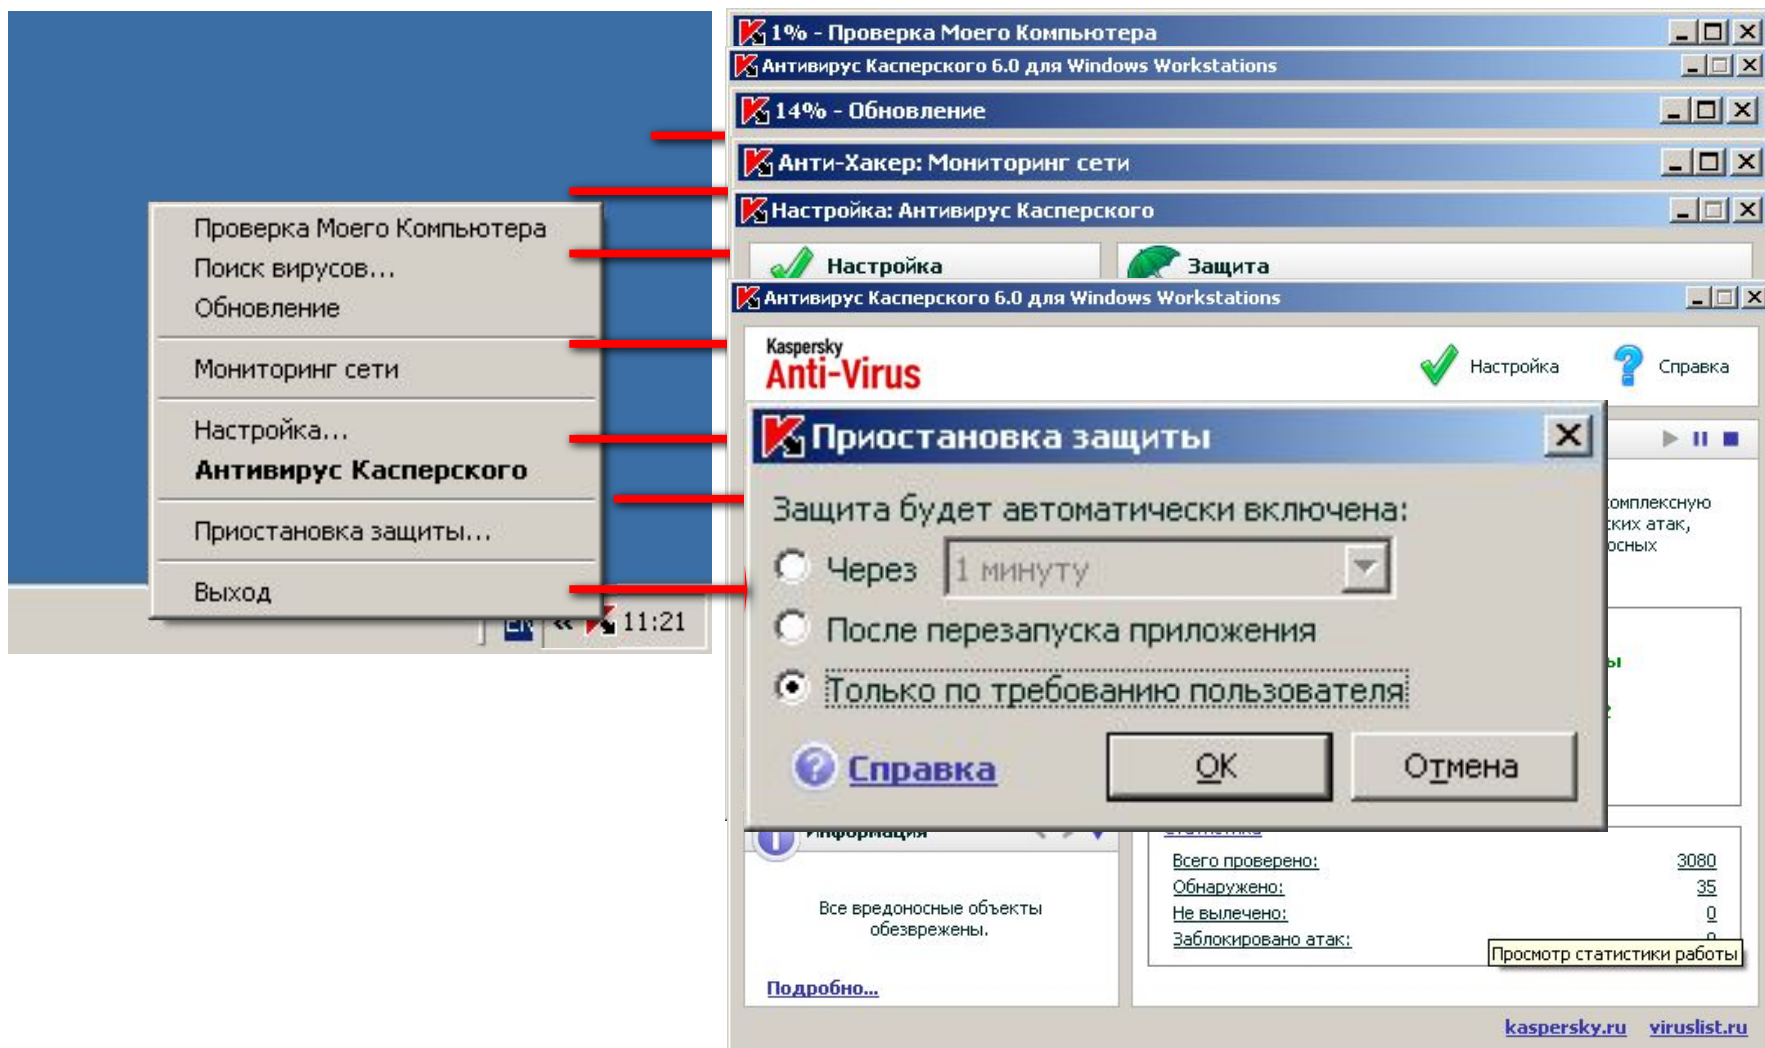 Проверка Моего Компьютера
Поиск вирусов...
Обновление
Мониторинг сети
Настройка...
Антивирус Касперского
Приостановка защиты...
Выход
«
11:21
1% - Проверка Моего Компьютера
Антивирус Касперского 6.0 для Windows Workstations
14% - Обновление
Анти-Хакер: Мониторинг сети
Настройка: Антивирус Касперского
Настройка
Защита
Антивирус Касперского 6.0 для Windows Workstations
Kaspersky
Anti-Virus
Настройка
Справка
Приостановка защиты
Защита будет автоматически включена:
Через
1 минуту
После перезапуска приложения
Только по требованию пользователя
Справка
OK
Отмена
Информация
Все вредоносные объекты
обезврежены.
Подробно...
Статистика
Всего проверено: 3080
Обнаружено: 35
Не вылечено: 0
Заблокировано атак:
Просмотр статистики работы
kaspersky.ru viruslist.ru